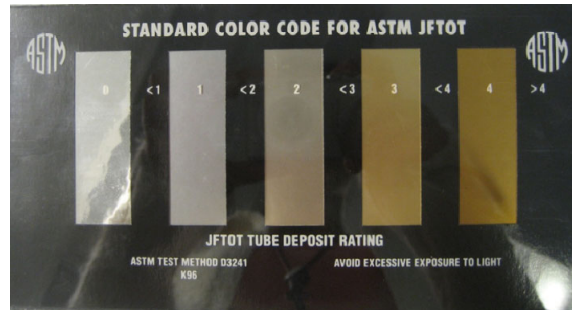 STANDARD COLOR CODE FOR ASTM JFTOT
ASTM
ASTM
0 <1 1 <2 2 <3 3 <4 4 >4
JFTOT TUBE DEPOSIT RATING
ASTM TEST METHOD D3241
K96
AVOID EXCESSIVE EXPOSURE TO LIGHT